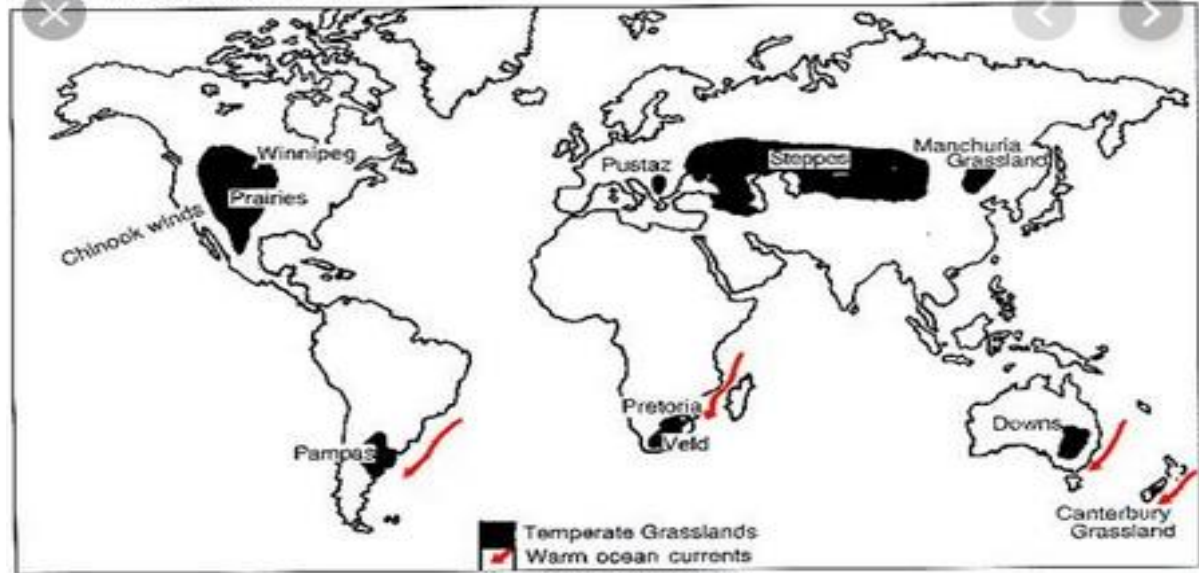 Winnipeg
Prairies
Chinook winds
Pustaz
Steppes
Manchuria
Grassland
Pampas
Pretoria
Veld
Downs
Canterbury
Grassland
Temperate Grasslands
Warm ocean currents